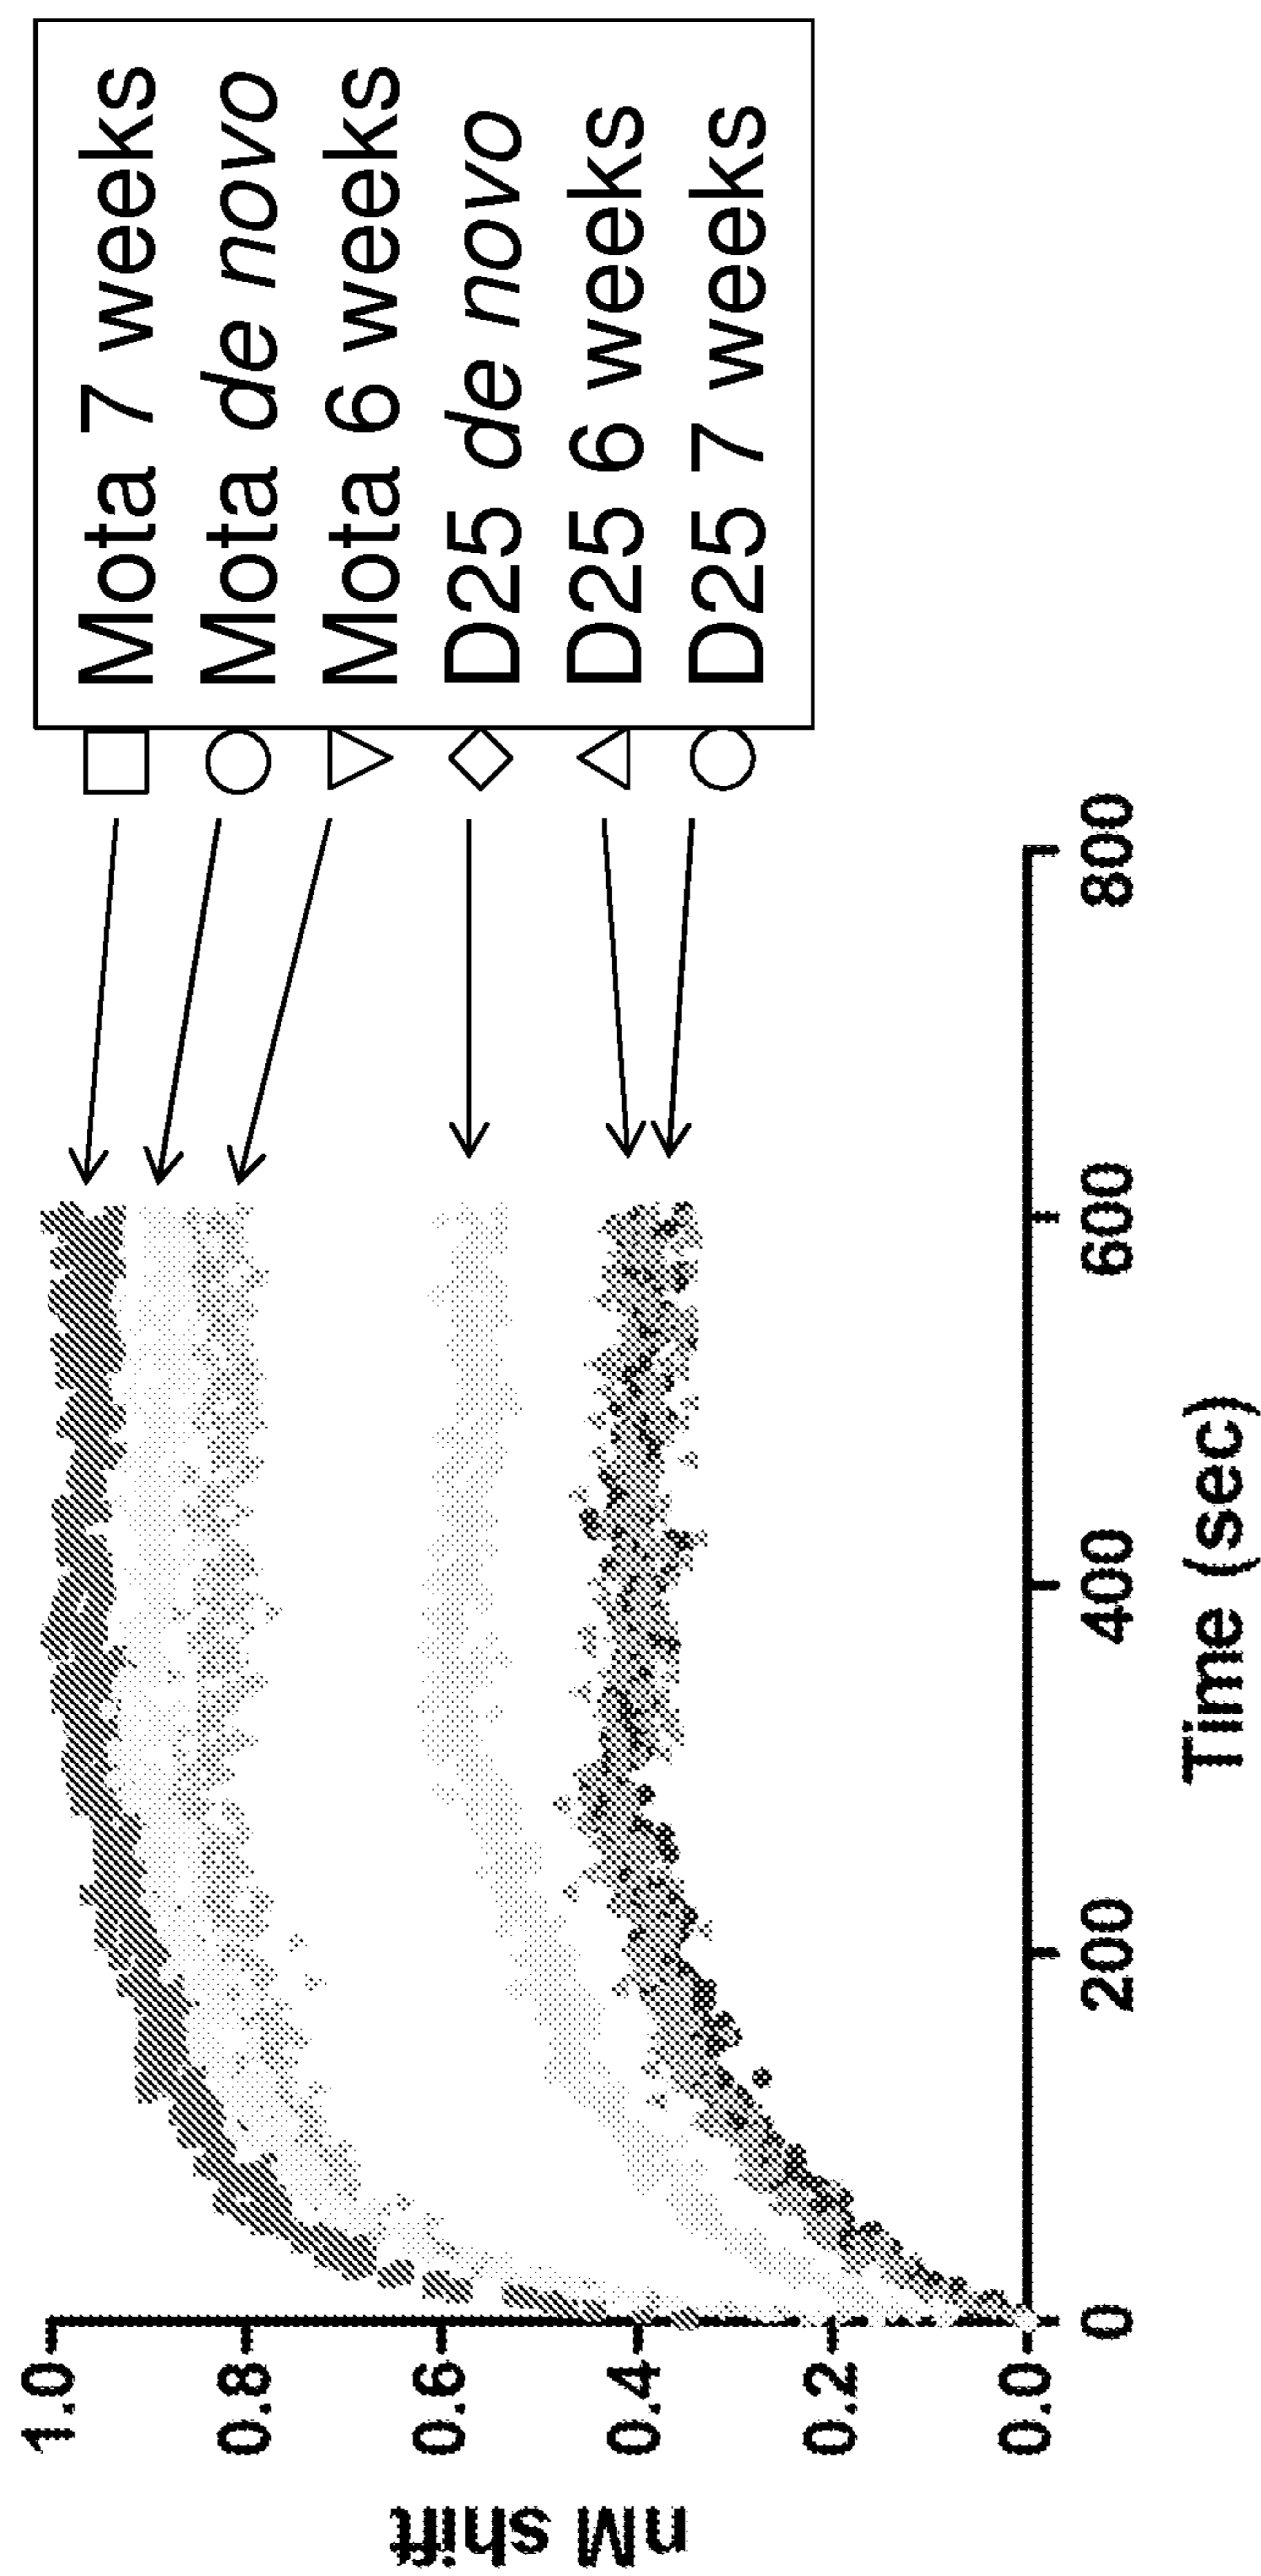 Mota 7 weeks
Mota de novo
Mota 6 weeks
D25 de novo
D25 6 weeks
D25 7 weeks
nM shift
1.0
0.8
0.6
0.4
0.2
0.0
0
200
400
600
800
Time (sec)